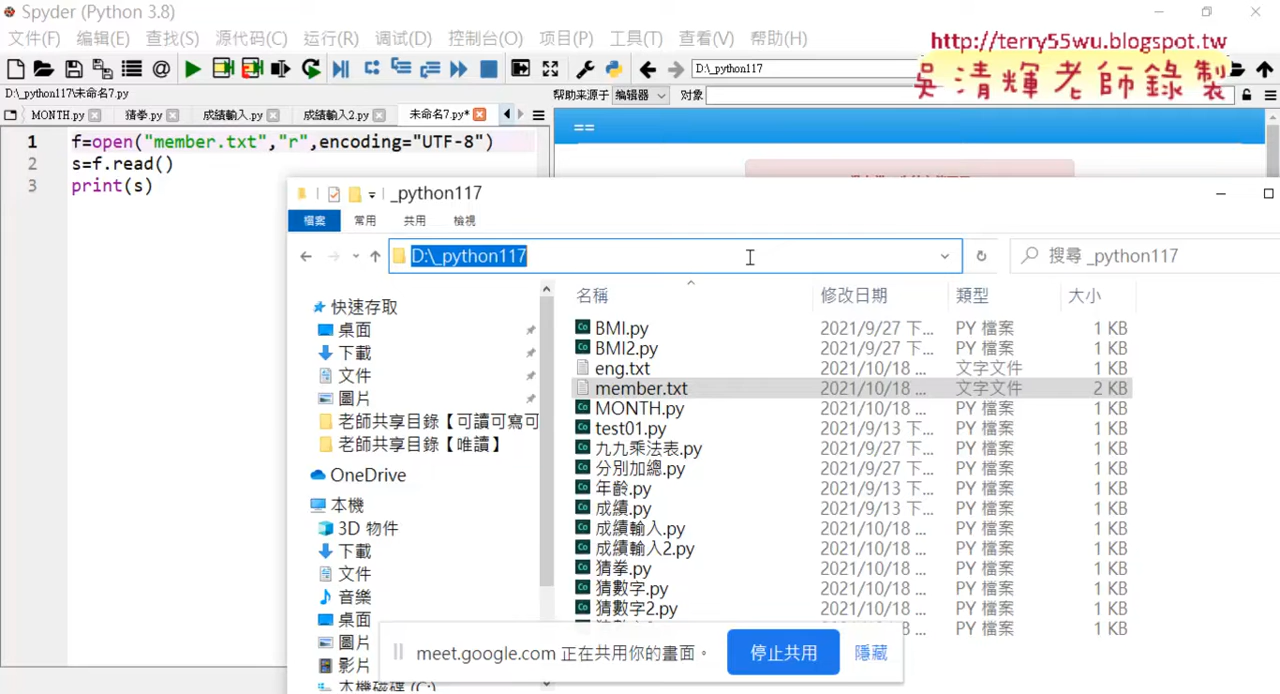 Spyder (Python 3.8)
文件(F) 编辑(E) 查找(S) 源代码(C) 运行(R) 调试(D) 控制台(O) 项目(P) 工具(T) 查看(V) 帮助(H)
http://terry55wu.blogspot.tw
吳清輝老師錄製
D:\_python117
D:\_python117\未命名7.py
帮助来源于 编辑器 对象
MONTH.py 猜拳.py 成績輸入.py 成績輸入2.py 未命名7.py*
1 f=open("member.txt","r",encoding="UTF-8")
2 s=f.read()
3 print(s)
==
_python117
檔案 常用 共用 檢視
D:\_python117
搜尋 _python117
名稱 修改日期 類型 大小
快速存取
桌面
下載
文件
圖片
老師共享目錄【可讀可寫可
老師共享目錄【唯讀】
OneDrive
本機
3D 物件
下載
文件
音樂
桌面
圖片
影片
本機磁碟 (C:)
BMI.py 2021/9/27 下... PY 檔案 1 KB
BMI2.py 2021/9/27 下... PY 檔案 1 KB
eng.txt 2021/10/18 ... 文字文件 1 KB
member.txt 2021/10/18 ... 文字文件 2 KB
MONTH.py 2021/10/18 ... PY 檔案 1 KB
test01.py 2021/9/13 下... PY 檔案 1 KB
九九乘法表.py 2021/9/27 下... PY 檔案 1 KB
分別加總.py 2021/9/27 下... PY 檔案 1 KB
年齡.py 2021/9/13 下... PY 檔案 1 KB
成績.py 2021/9/13 下... PY 檔案 1 KB
成績輸入.py 2021/10/18 ... PY 檔案 1 KB
成績輸入2.py 2021/10/18 ... PY 檔案 1 KB
猜拳.py 2021/10/18 ... PY 檔案 1 KB
猜數字.py 2021/10/18 ... PY 檔案 1 KB
猜數字2.py 2021/10/18 ... PY 檔案 1 KB
8 ... PY 檔案 1 KB
meet.google.com 正在共用你的畫面。 停止共用 隱藏